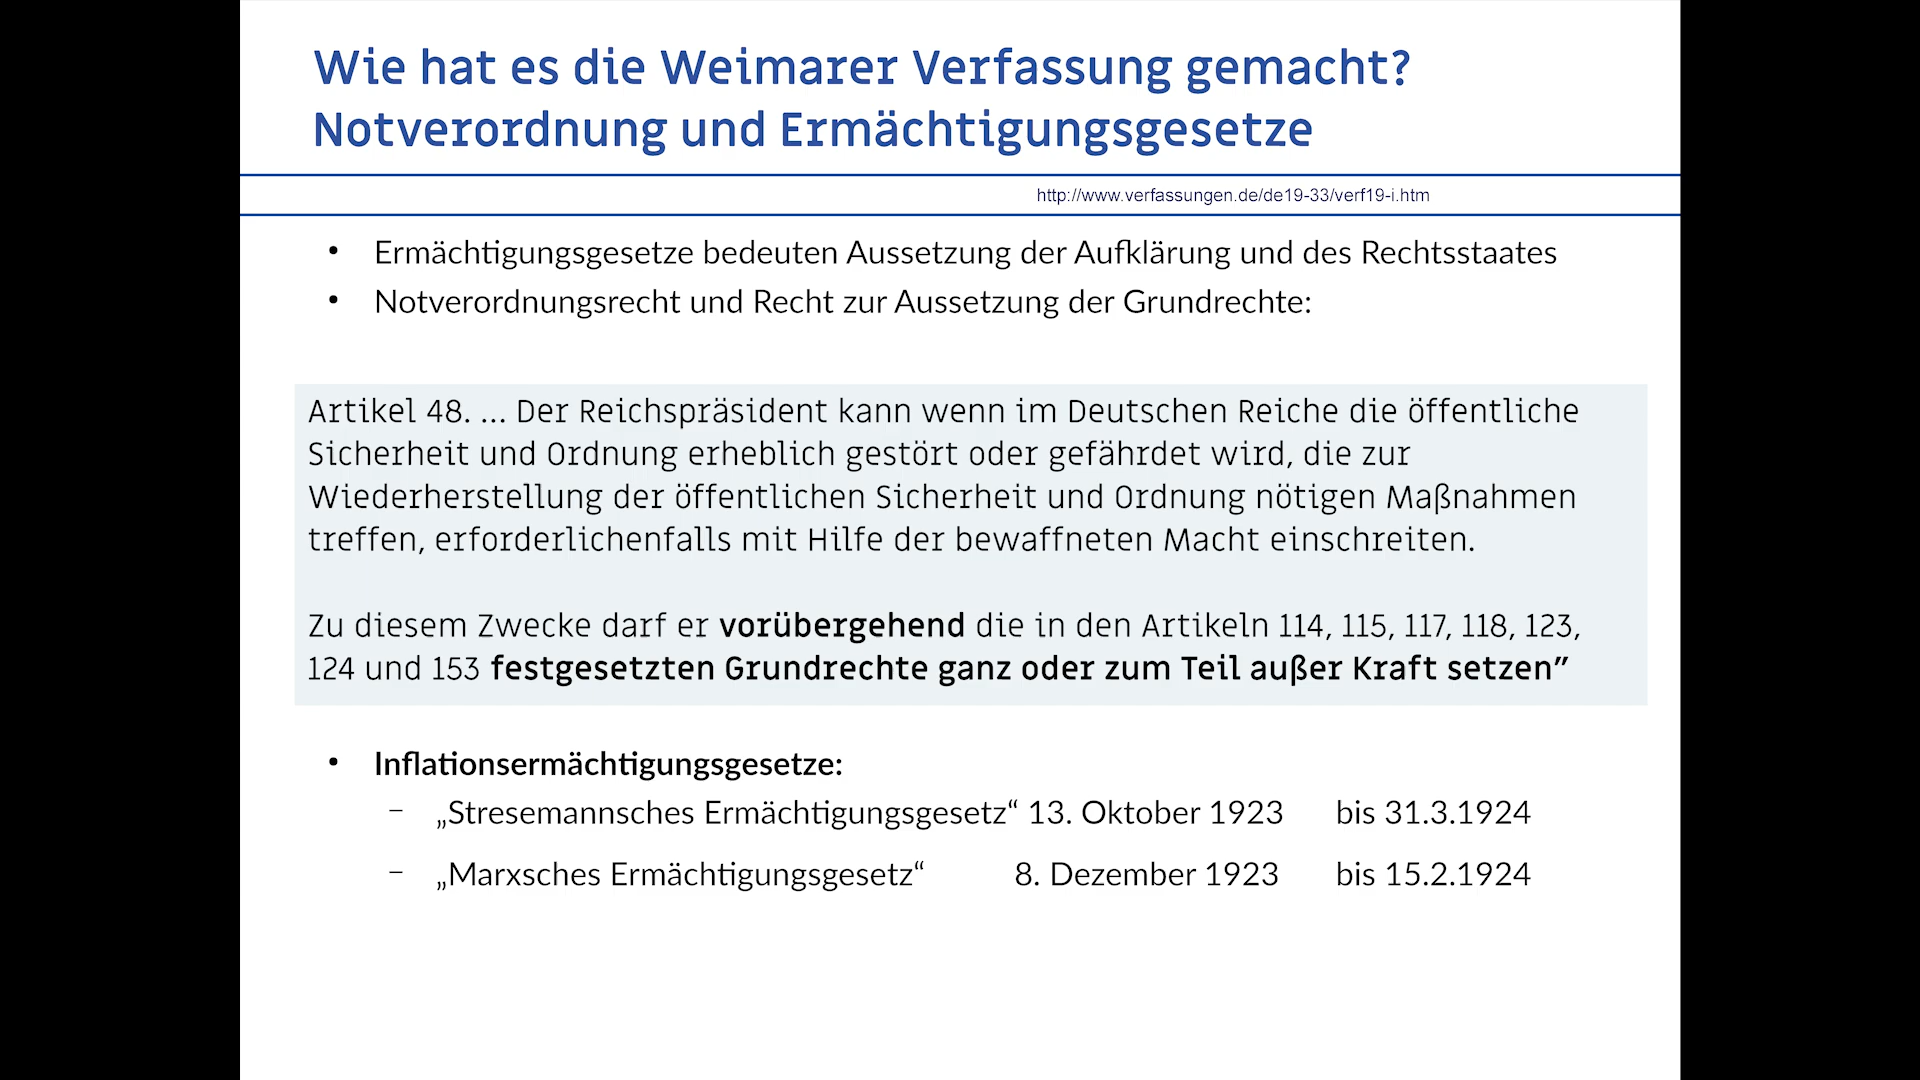 Wie hat es die Weimarer Verfassung gemacht?
Notverordnung und Ermächtigungsgesetze
http://www.verfassungen.de/de19-33/verf19-i.htm
• Ermächtigungsgesetze bedeuten Aussetzung der Aufklärung und des Rechtsstaates
• Notverordnungsrecht und Recht zur Aussetzung der Grundrechte:
Artikel 48. ... Der Reichspräsident kann wenn im Deutschen Reiche die öffentliche
Sicherheit und Ordnung erheblich gestört oder gefährdet wird, die zur
Wiederherstellung der öffentlichen Sicherheit und Ordnung nötigen Maßnahmen
treffen, erforderlichenfalls mit Hilfe der bewaffneten Macht einschreiten.
Zu diesem Zwecke darf er vorübergehend die in den Artikeln 114, 115, 117, 118, 123,
124 und 153 festgesetzten Grundrechte ganz oder zum Teil außer Kraft setzen”
• Inflationsermächtigungsgesetze:
– „Stresemannsches Ermächtigungsgesetz“ 13. Oktober 1923 bis 31.3.1924
– „Marxsches Ermächtigungsgesetz“ 8. Dezember 1923 bis 15.2.1924